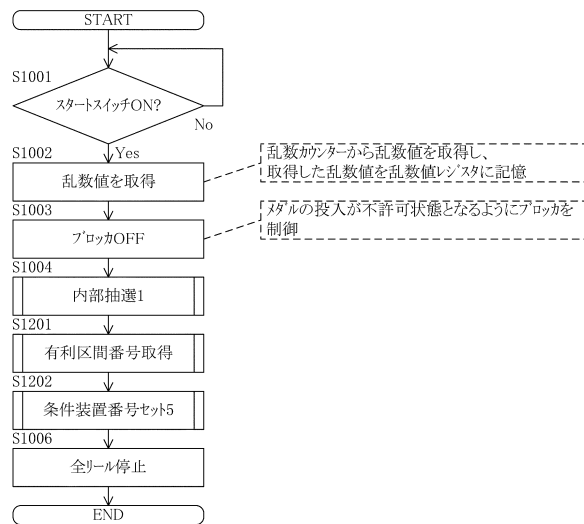 START
S1001
スタートスイッチON?
No
Yes
S1002
乱数値を取得
乱数カウンターから乱数値を取得し、
取得した乱数値を乱数値レジスタに記憶
S1003
ブロッカOFF
メダルの投入が不許可状態となるようにブロッカを
制御
S1004
内部抽選1
S1201
有利区間番号取得
S1202
条件装置番号セット5
S1006
全リール停止
END